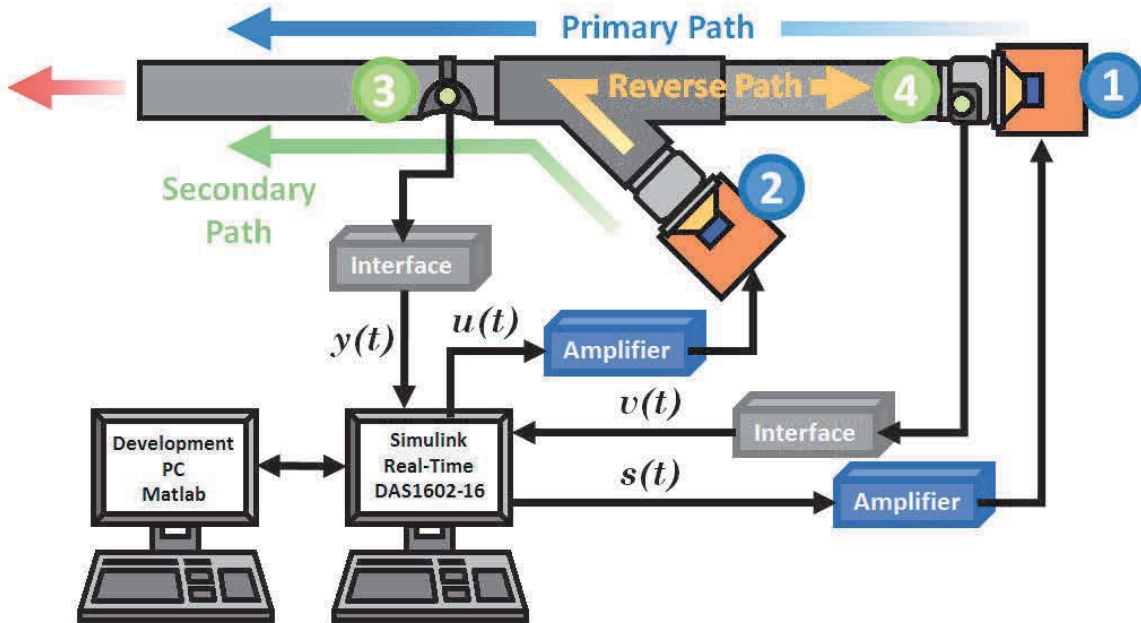 Primary Path
1
3
Reverse Path
4
2
Secondary
Path
Interface
y(t)
u(t)
Amplifier
v(t)
Interface
s(t)
Amplifier
Development
PC
Matlab
Simulink
Real-Time
DAS1602-16